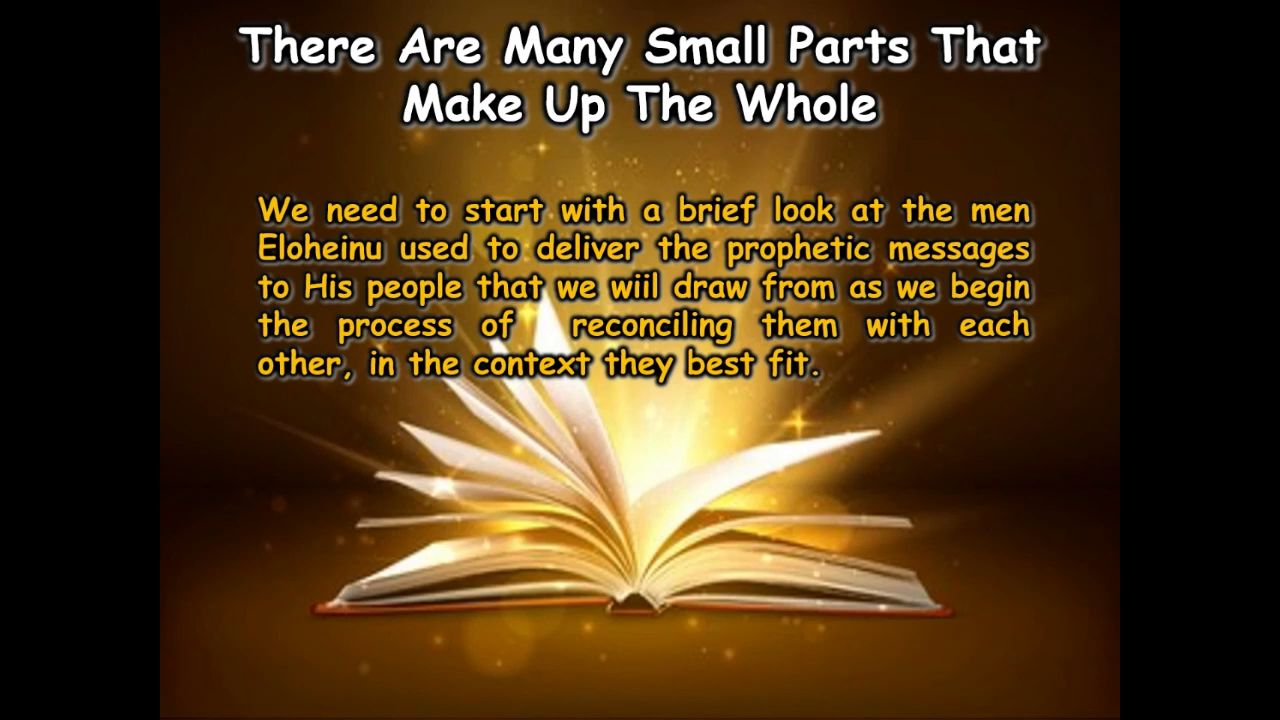 There Are Many Small Parts That
Make Up The Whole
We need to start with a brief look at the men
Eloheinu used to deliver the prophetic messages
to His people that we wiil draw from as we begin
the process of reconciling them with each
other, in the context they best fit.